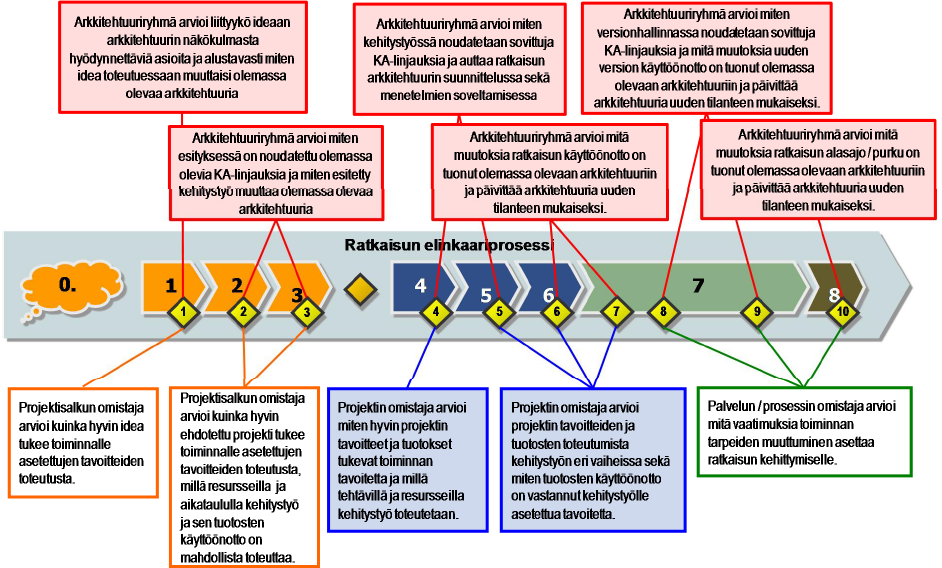 Arkkitehtuuriryhmä arvioi liittyykö ideaan
arkkitehtuurin näkökulmasta
hyödynnettäviä asioita ja alustavasti miten
idea toteutuessaan muuttaisi olemassa
olevaa arkkitehtuuria
Arkkitehtuuriryhmä arvioi miten
kehitystyössä noudatetaan sovittuja
KA-linjauksia ja auttaa ratkaisun
arkkitehtuurin suunnittelussa sekä
menetelmien soveltamisessa
Arkkitehtuuriryhmä arvioi miten
versionhallinnassa noudatetaan sovittuja
KA-linjauksia ja mitä muutoksia uuden
version käyttöönotto on tuonut olemassa
olevaan arkkitehtuuriin ja päivittää
arkkitehtuuria uuden tilanteen mukaiseksi.
Arkkitehtuuriryhmä arvioi miten
esityksessä on noudatettu olemassa
olevia KA-linjauksia ja miten esitetty
kehitystyö muuttaa olemassa olevaa
arkkitehtuuria
Arkkitehtuuriryhmä arvioi mitä
muutoksia ratkaisun käyttöönotto on
tuonut olemassa olevaan arkkitehtuuriin
ja päivittää arkkitehtuuria uuden
tilanteen mukaiseksi.
Arkkitehtuuriryhmä arvioi mitä
muutoksia ratkaisun alasajo / purku on
tuonut olemassa olevaan arkkitehtuuriin
ja päivittää arkkitehtuuria uuden
tilanteen mukaiseksi.
Ratkaisun elinkaariprosessi
0.
1
2
3
4
5
6
7
8
1
2
3
4
5
6
7
8
9
10
Projektisalkun omistaja
arvioi kuinka hyvin idea
tukee toiminnalle
asetettujen tavoitteiden
toteutusta.
Projektisalkun omistaja
arvioi kuinka hyvin
ehdotettu projekti tukee
toiminnalle asetettujen
tavoitteiden toteutusta,
millä resursseilla ja
aikataululla kehitystyö
ja sen tuotosten
käyttöönotto on
mahdollista toteuttaa.
Projektin omistaja arvioi
miten hyvin projektin
tavoitteet ja tuotokset
tukevat toiminnan
tavoitetta ja millä
tehtävillä ja resursseilla
kehitystyö toteutetaan.
Projektin omistaja arvioi
projektin tavoitteiden ja
tuotosten toteutumista
kehitystyön eri vaiheissa sekä
miten tuotosten käyttöönotto
on vastannut kehitystyölle
asetettua tavoitetta.
Palvelun / prosessin omistaja arvioi
mitä vaatimuksia toiminnan
tarpeiden muuttuminen asettaa
ratkaisun kehittymiselle.